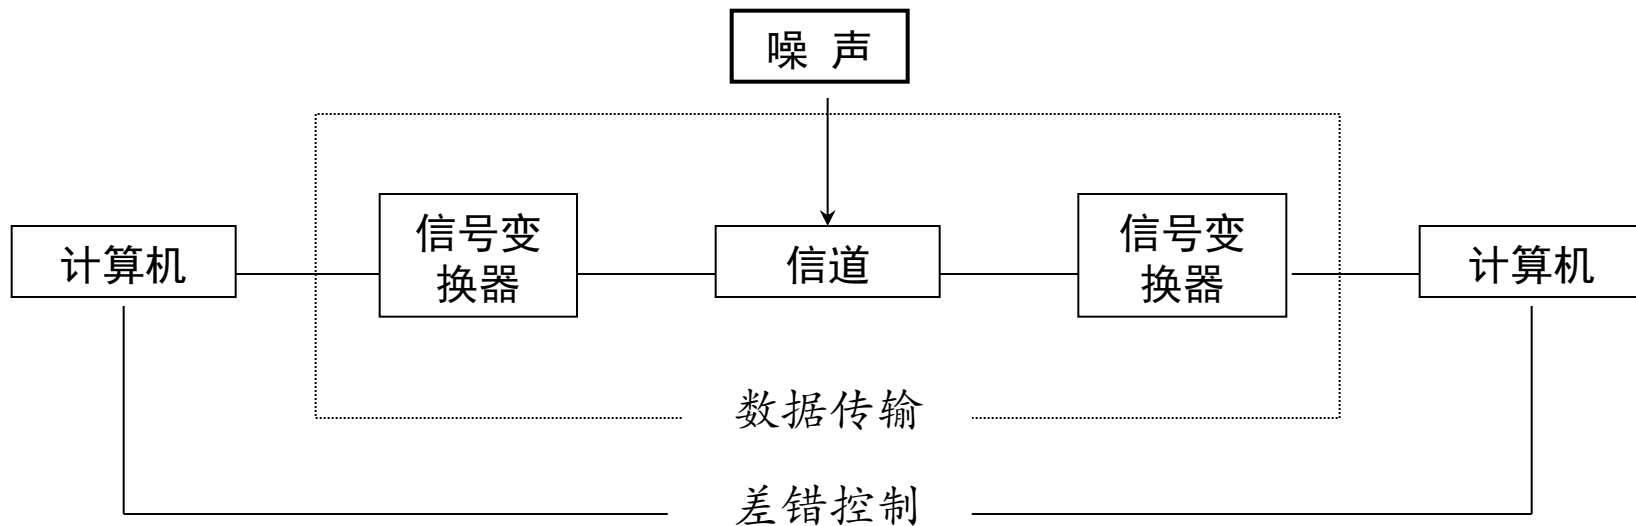 噪 声
计算机
信号变
换器
信道
信号变
换器
计算机
数据传输
差错控制